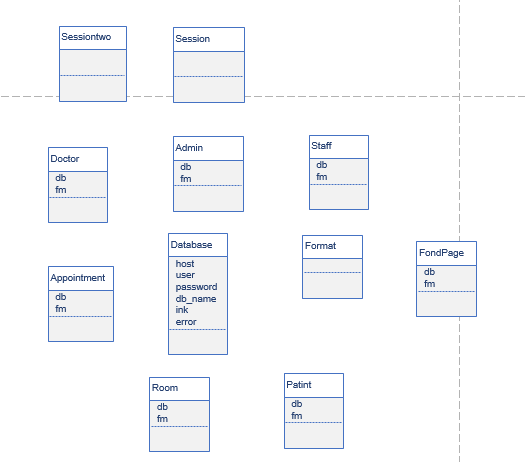 Sessiontwo
Session
Doctor
db
fm
Admin
db
fm
Staff
db
fm
Appointment
db
fm
Database
host
user
password
db_name
ink
error
Format
FondPage
db
fm
Room
db
fm
Patint
db
fm